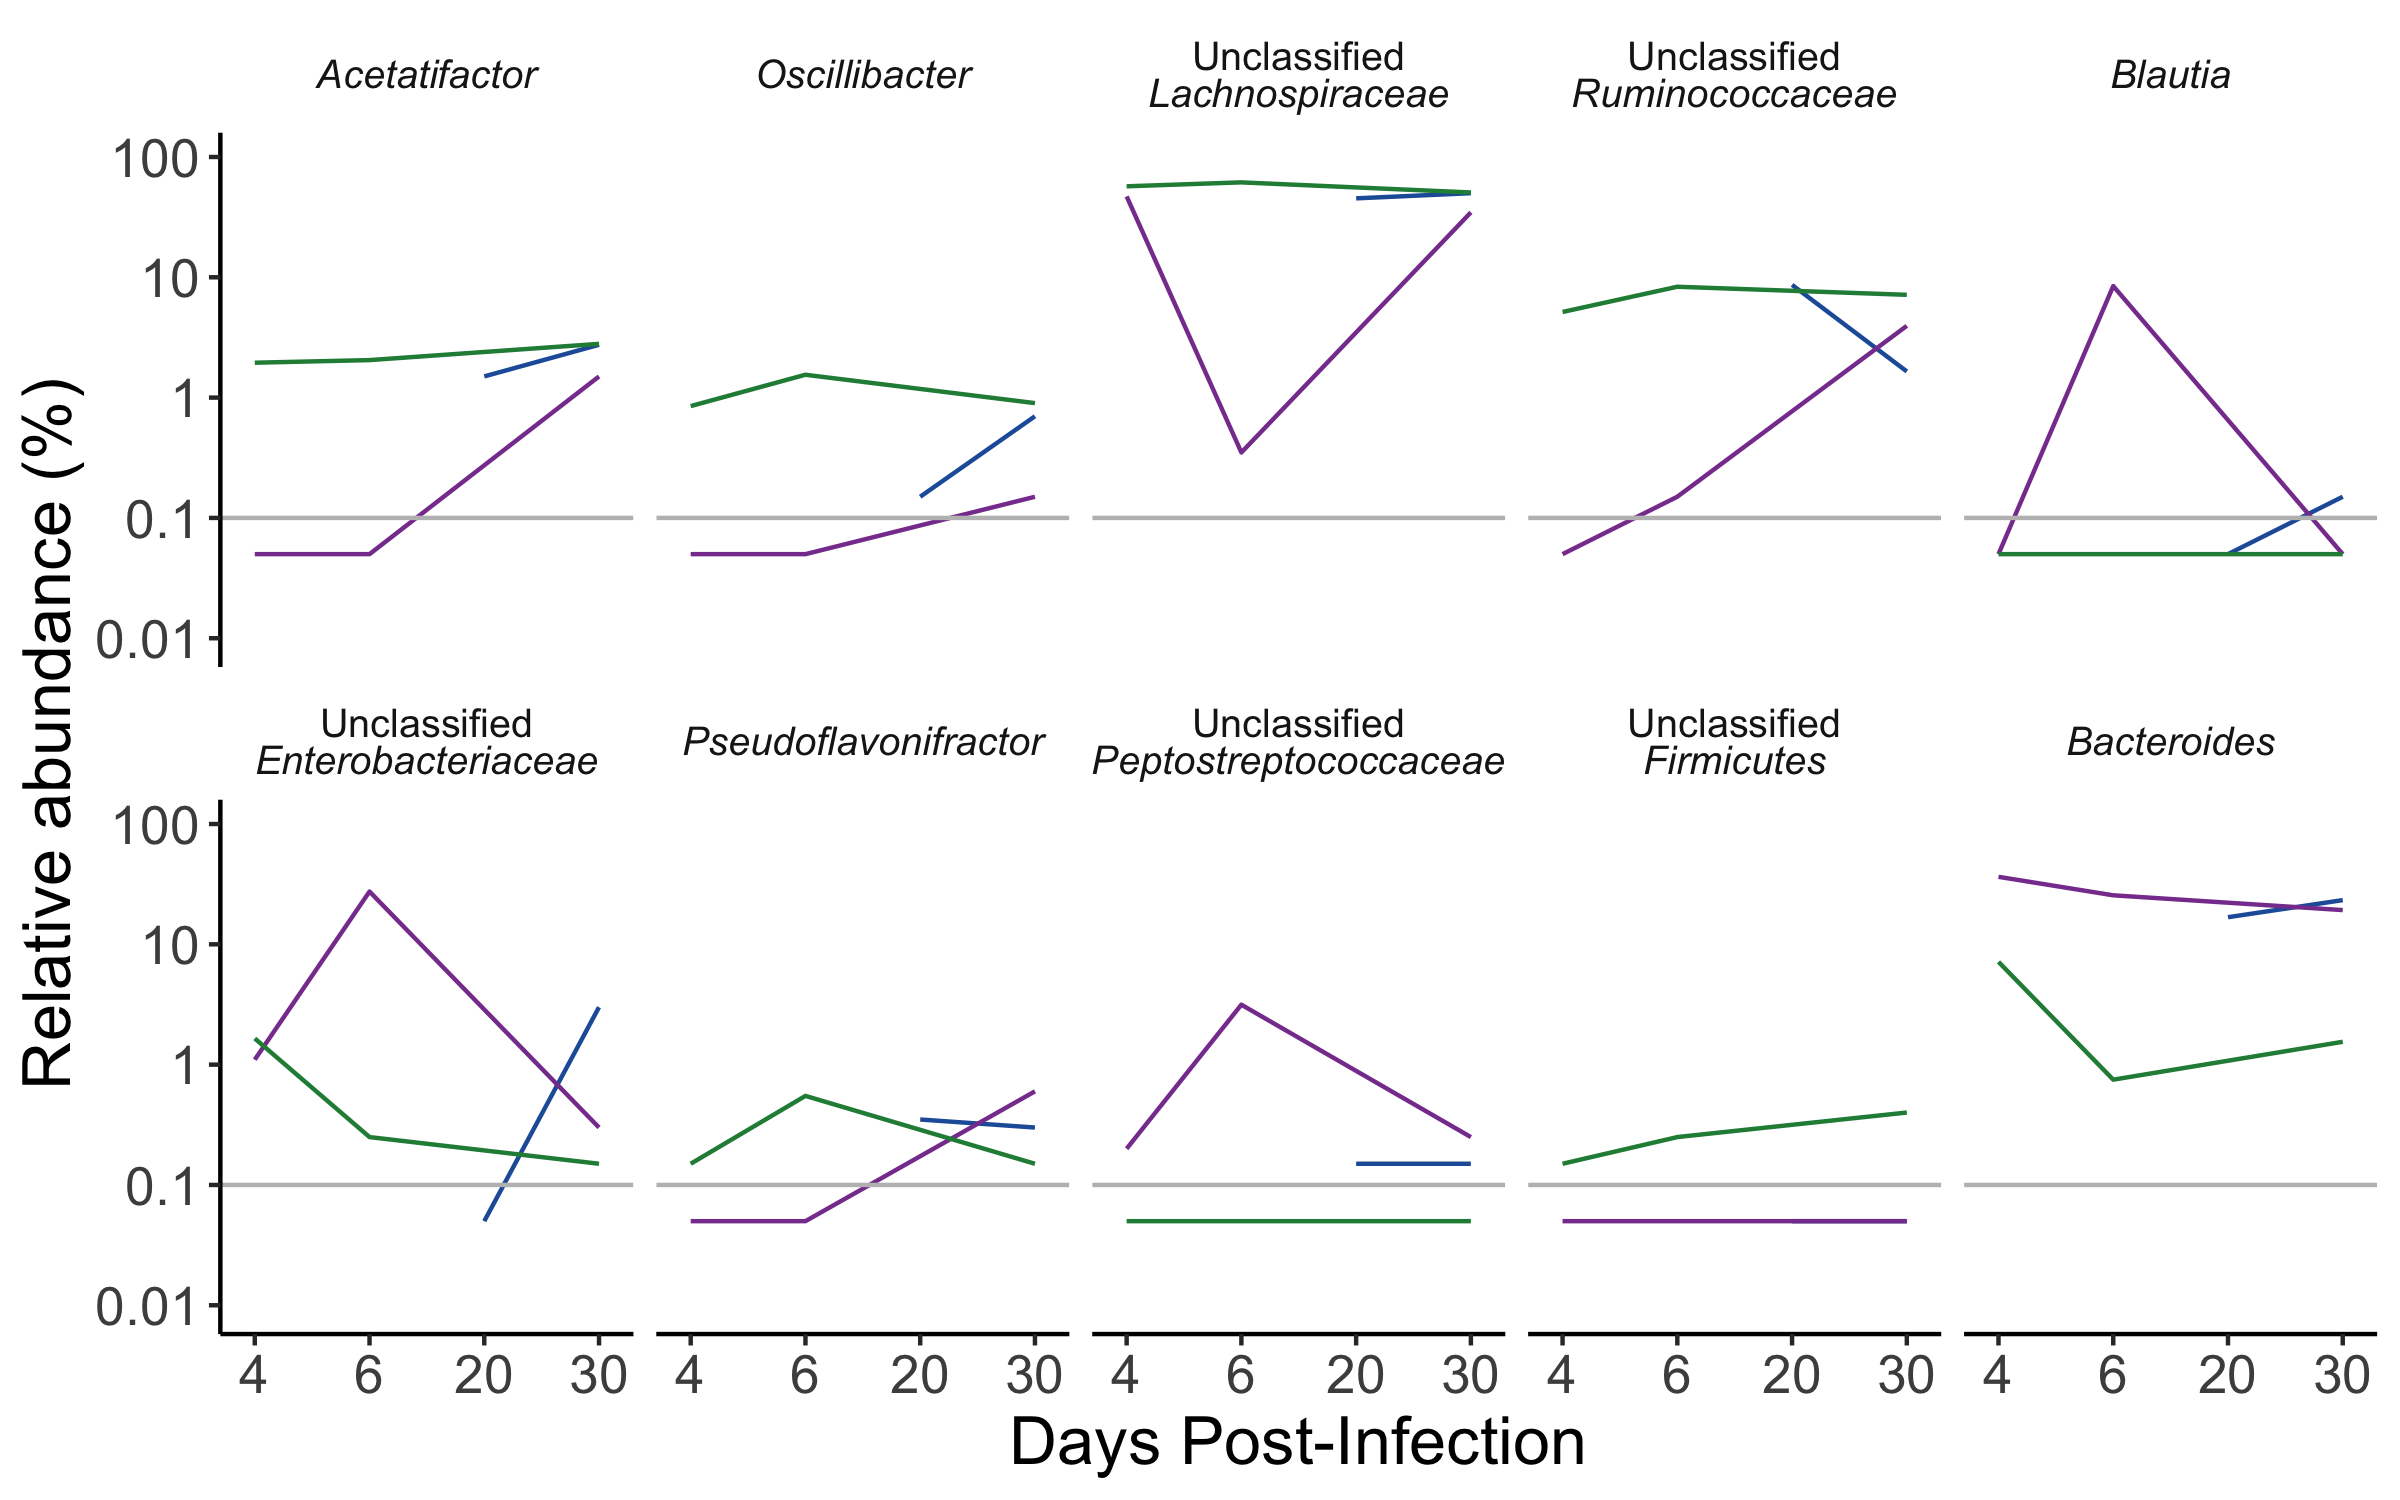 Acetatifactor
Oscillibacter
Unclassified
Lachnospiraceae
Unclassified
Ruminococcaceae
Blautia
100
10
1
0.1
0.01
Relative abundance (%)
Unclassified
Enterobacteriaceae
Pseudoflavonifractor
Unclassified
Peptostreptococcaceae
Unclassified
Firmicutes
Bacteroides
100
10
1
0.1
0.01
4 6 20 30
4 6 20 30
4 6 20 30
4 6 20 30
4 6 20 30
Days Post-Infection